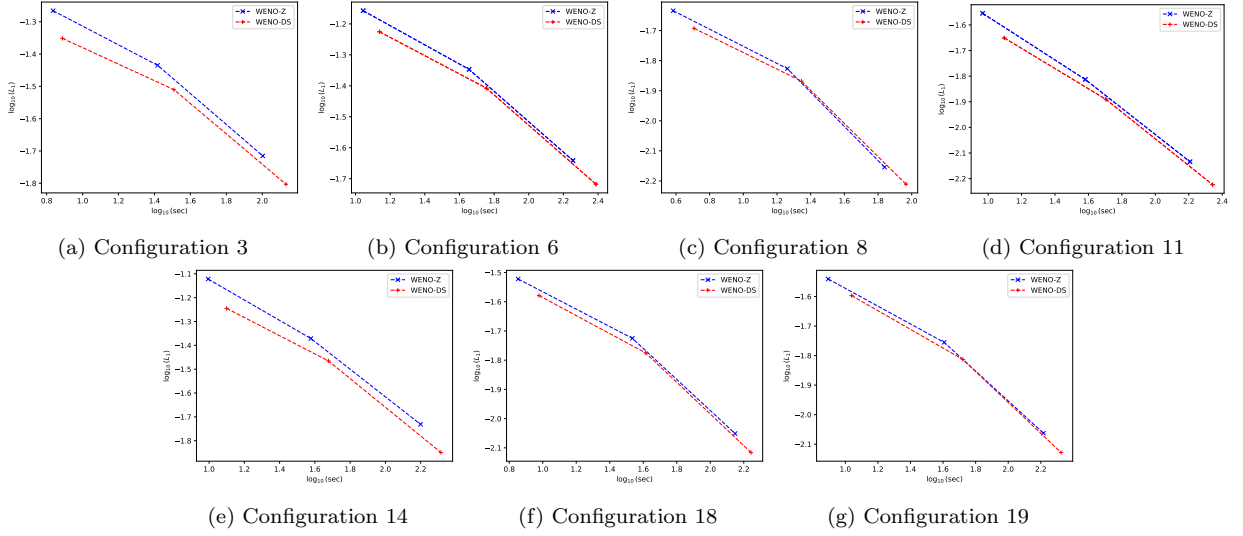 −1.3
−1.4
−1.5
−1.6
−1.7
−1.8
log₁₀(L₁)
0.8 1.0 1.2 1.4 1.6 1.8 2.0
log₁₀(sec)
WENO-Z
WENO-DS
(a) Configuration 3
−1.2
−1.3
−1.4
−1.5
−1.6
−1.7
log₁₀(L₁)
1.0 1.2 1.4 1.6 1.8 2.0 2.2 2.4
log₁₀(sec)
WENO-Z
WENO-DS
(b) Configuration 6
−1.7
−1.8
−1.9
−2.0
−2.1
−2.2
log₁₀(L₁)
0.6 0.8 1.0 1.2 1.4 1.6 1.8 2.0
log₁₀(sec)
WENO-Z
WENO-DS
(c) Configuration 8
−1.6
−1.7
−1.8
−1.9
−2.0
−2.1
−2.2
log₁₀(L₁)
1.0 1.2 1.4 1.6 1.8 2.0 2.2 2.4
log₁₀(sec)
WENO-Z
WENO-DS
(d) Configuration 11
−1.1
−1.2
−1.3
−1.4
−1.5
−1.6
−1.7
−1.8
log₁₀(L₁)
1.0 1.2 1.4 1.6 1.8 2.0 2.2
log₁₀(sec)
WENO-Z
WENO-DS
(e) Configuration 14
−1.5
−1.6
−1.7
−1.8
−1.9
−2.0
−2.1
log₁₀(L₁)
0.8 1.0 1.2 1.4 1.6 1.8 2.0 2.2
log₁₀(sec)
WENO-Z
WENO-DS
(f) Configuration 18
−1.6
−1.7
−1.8
−1.9
−2.0
−2.1
log₁₀(L₁)
1.0 1.2 1.4 1.6 1.8 2.0 2.2
log₁₀(sec)
WENO-Z
WENO-DS
(g) Configuration 19